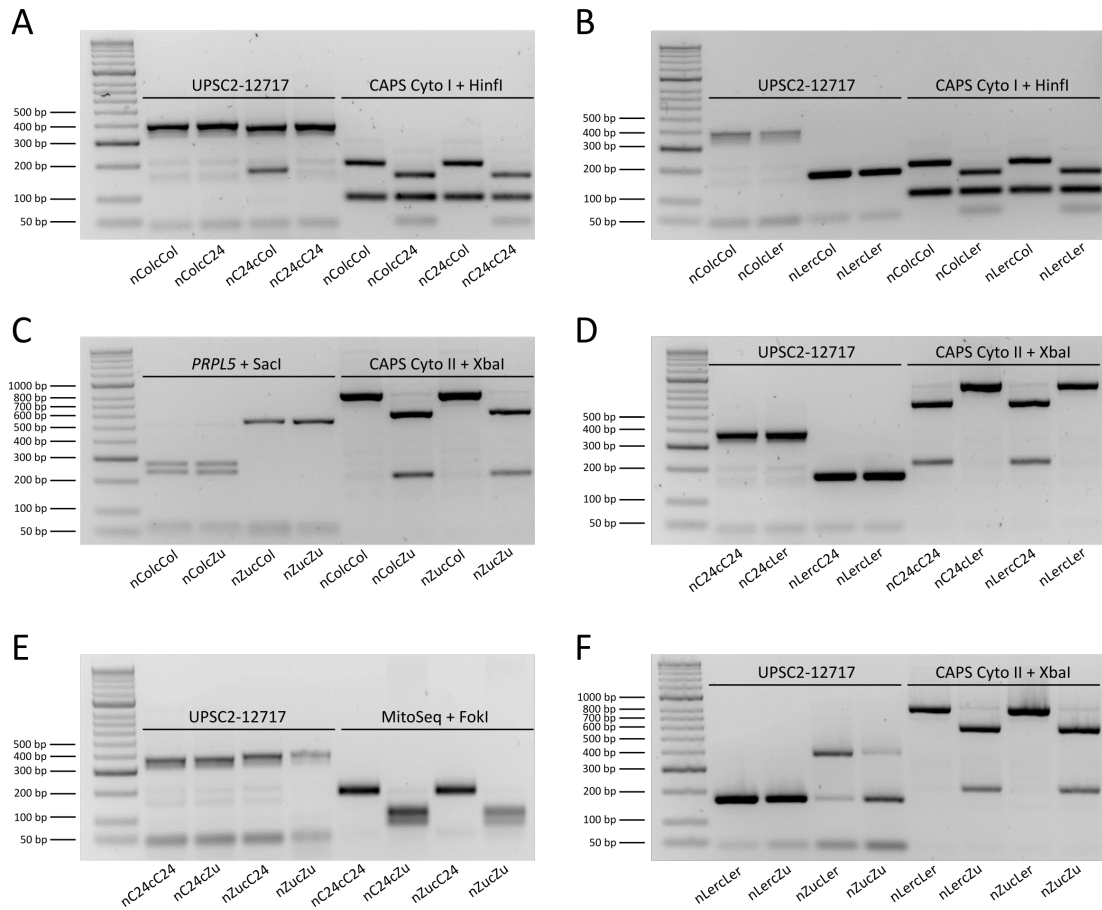 A
UPSC2-12717
CAPS Cyto I + HinfI
500 bp
400 bp
300 bp
200 bp
100 bp
50 bp
nColcCol
nColcC24
nC24cCol
nC24cC24
nColcCol
nColcC24
nC24cCol
nC24cC24
B
UPSC2-12717
CAPS Cyto I + HinfI
500 bp
400 bp
300 bp
200 bp
100 bp
50 bp
nColcCol
nColcLer
nLercCol
nLercLer
nColcCol
nColcLer
nLercCol
nLercLer
C
PRPL5 + SacI
CAPS Cyto II + XbaI
1000 bp
800 bp
700 bp
600 bp
500 bp
400 bp
300 bp
200 bp
100 bp
50 bp
nColcCol
nColcZu
nZucCol
nZucZu
nColcCol
nColcZu
nZucCol
nZucZu
D
UPSC2-12717
CAPS Cyto II + XbaI
500 bp
400 bp
300 bp
200 bp
100 bp
50 bp
nC24cC24
nC24cLer
nLercC24
nLercLer
nC24cC24
nC24cLer
nLercC24
nLercLer
E
UPSC2-12717
MitoSeq + FokI
500 bp
400 bp
300 bp
200 bp
100 bp
50 bp
nC24cC24
nC24cZu
nZucC24
nZucZu
nC24cC24
nC24cZu
nZucC24
nZucZu
F
UPSC2-12717
CAPS Cyto II + XbaI
1000 bp
800 bp
700 bp
600 bp
500 bp
400 bp
300 bp
200 bp
100 bp
50 bp
nLercLer
nLercZu
nZucLer
nZucZu
nLercLer
nLercZu
nZucLer
nZucZu